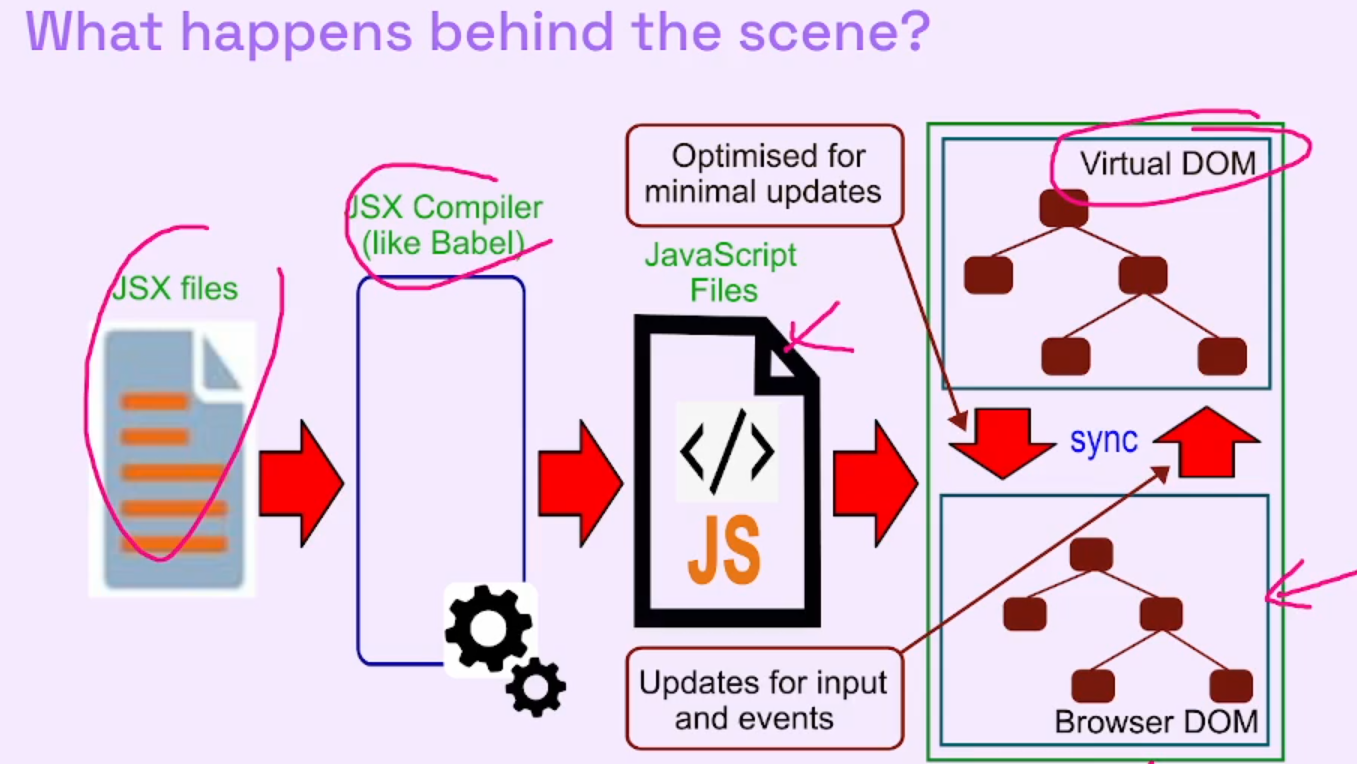 What happens behind the scene?
Optimised for
minimal updates
Virtual DOM
JSX Compiler
(like Babel)
JavaScript
Files
JSX files
</>
JS
sync
Updates for input
and events
Browser DOM